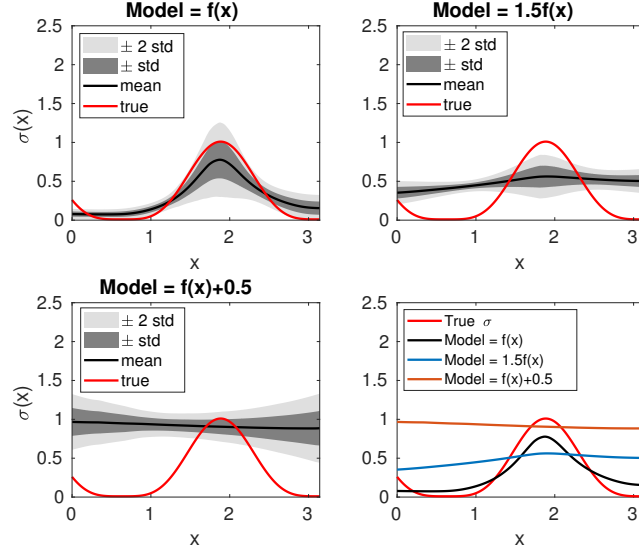 Model = f(x)
2.5
2
1.5
1
0.5
0
σ(x)
± 2 std
± std
mean
true
0
1
2
3
x
Model = 1.5f(x)
2.5
2
1.5
1
0.5
0
± 2 std
± std
mean
true
0
1
2
3
x
Model = f(x)+0.5
2.5
2
1.5
1
0.5
0
σ(x)
± 2 std
± std
mean
true
0
1
2
3
x
2.5
2
1.5
1
0.5
0
True σ
Model = f(x)
Model = 1.5f(x)
Model = f(x)+0.5
0
1
2
3
x